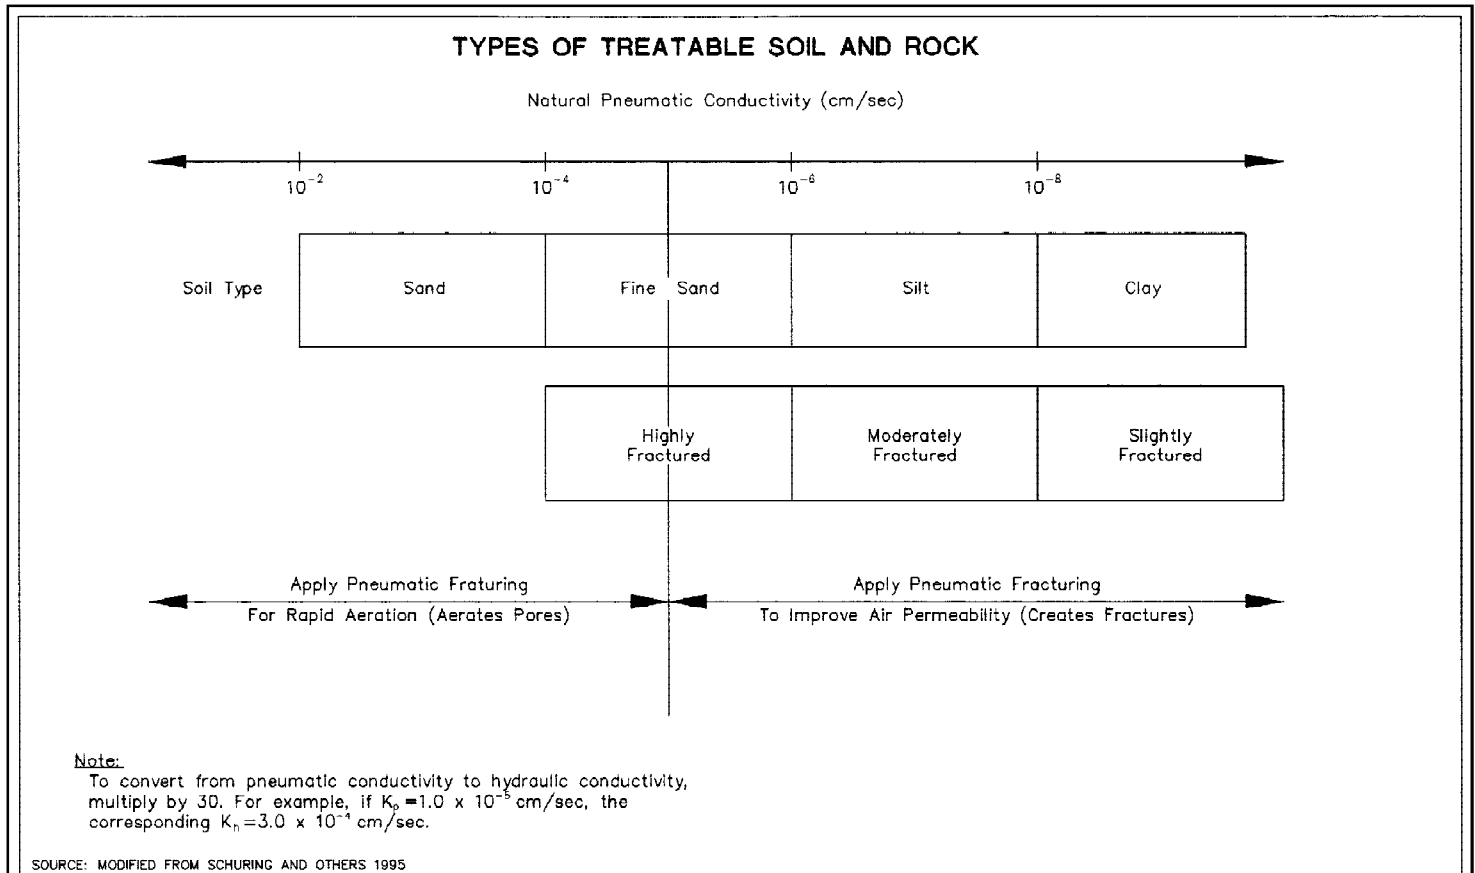 TYPES OF TREATABLE SOIL AND ROCK
Natural Pneumatic Conductivity (cm/sec)
10⁻² 10⁻⁴ 10⁻⁶ 10⁻⁸
Soil Type Sand Fine Sand Silt Clay
Highly Fractured
Moderately Fractured
Slightly Fractured
Apply Pneumatic Fraturing
For Rapid Aeration (Aerates Pores)
Apply Pneumatic Fracturing
To Improve Air Permeability (Creates Fractures)
Note:
To convert from pneumatic conductivity to hydraulic conductivity,
multiply by 30. For example, if Kₚ=1.0 x 10⁻⁵ cm/sec, the
corresponding Kₕ=3.0 x 10⁻⁴ cm/sec.
SOURCE: MODIFIED FROM SCHURING AND OTHERS 1995